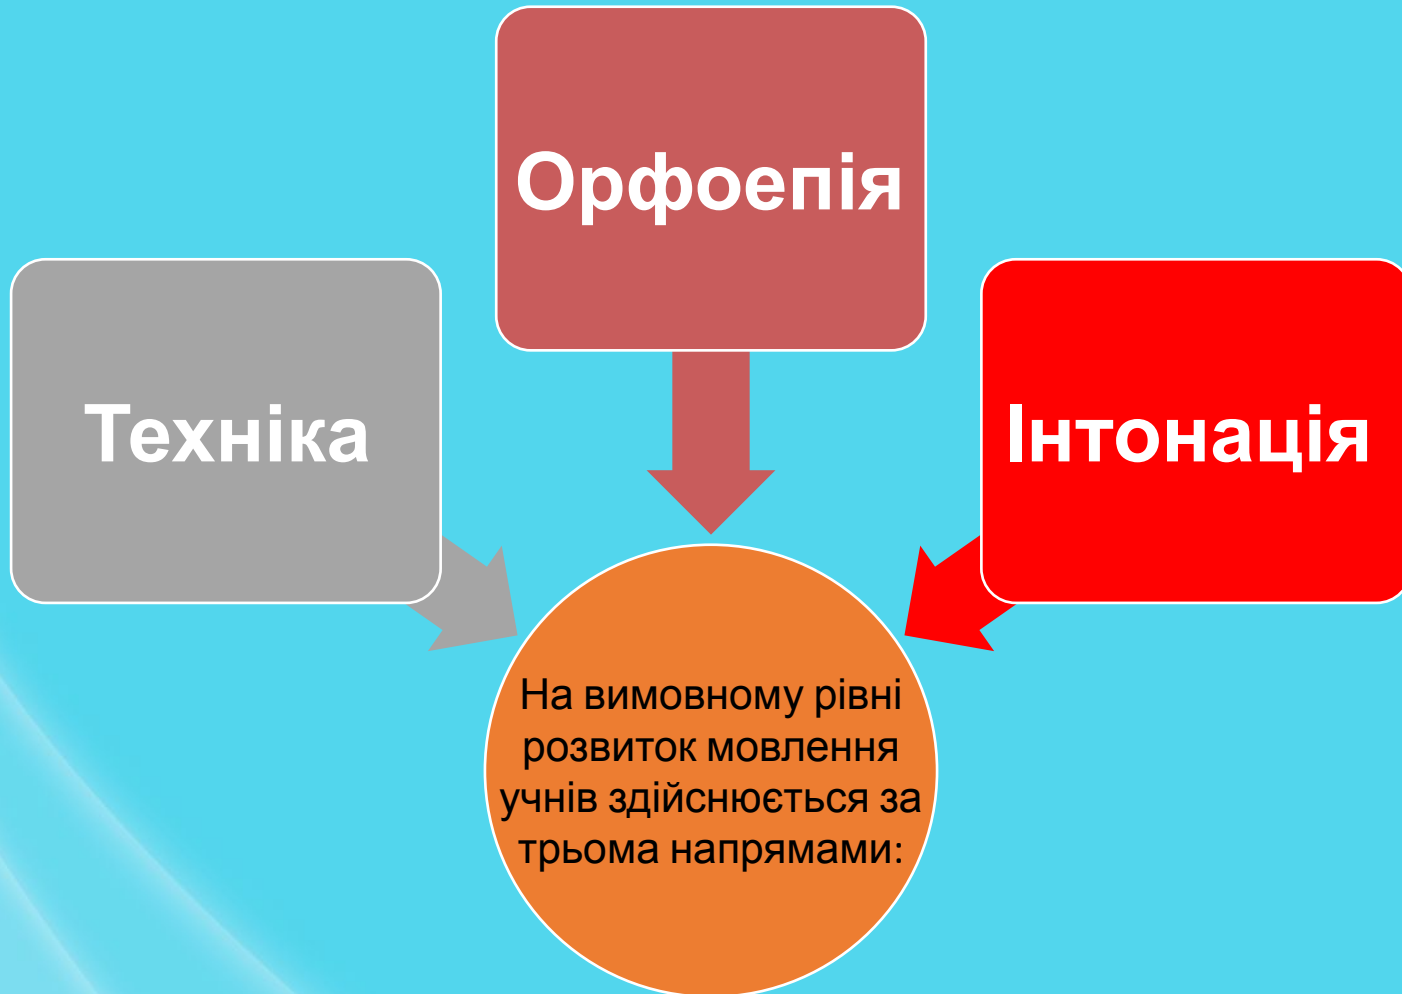 Орфоепія
Техніка
Інтонація
На вимовному рівні
розвиток мовлення
учнів здійснюється за
трьома напрямами: